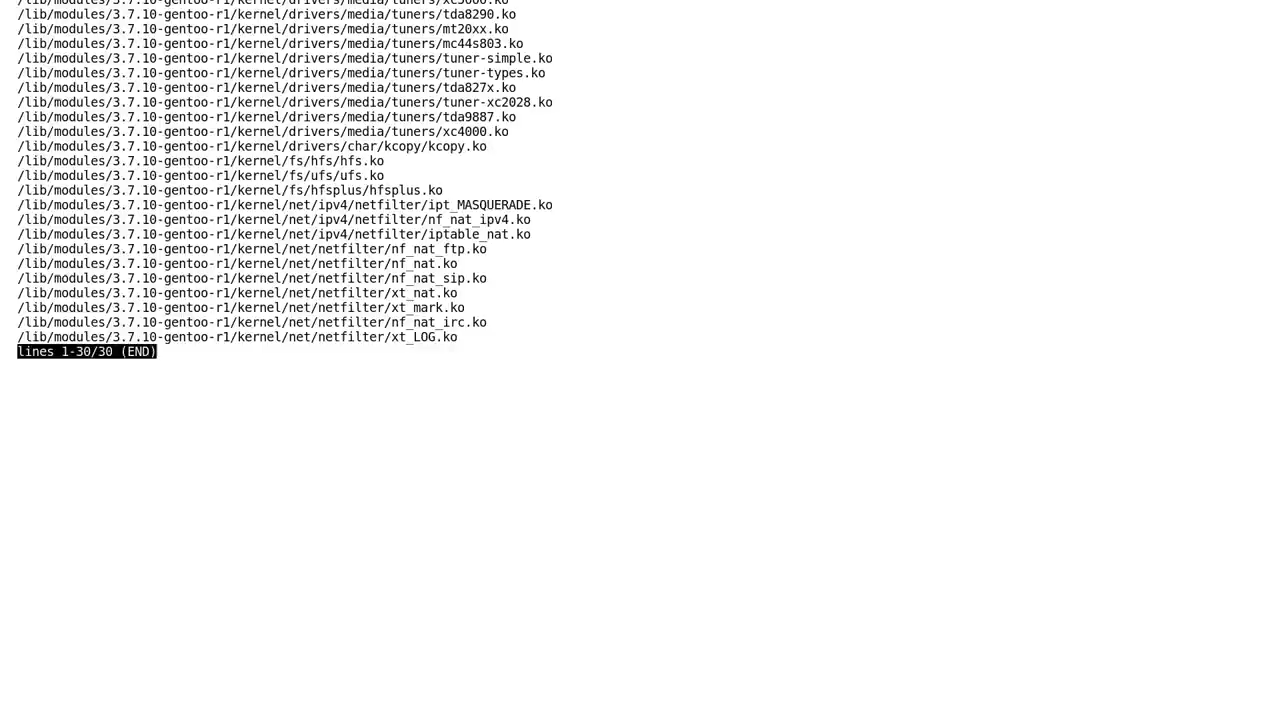 /lib/modules/3.7.10-gentoo-r1/kernel/drivers/media/tuners/xc5000.ko
/lib/modules/3.7.10-gentoo-r1/kernel/drivers/media/tuners/tda8290.ko
/lib/modules/3.7.10-gentoo-r1/kernel/drivers/media/tuners/mt20xx.ko
/lib/modules/3.7.10-gentoo-r1/kernel/drivers/media/tuners/mc44s803.ko
/lib/modules/3.7.10-gentoo-r1/kernel/drivers/media/tuners/tuner-simple.ko
/lib/modules/3.7.10-gentoo-r1/kernel/drivers/media/tuners/tuner-types.ko
/lib/modules/3.7.10-gentoo-r1/kernel/drivers/media/tuners/tda827x.ko
/lib/modules/3.7.10-gentoo-r1/kernel/drivers/media/tuners/tuner-xc2028.ko
/lib/modules/3.7.10-gentoo-r1/kernel/drivers/media/tuners/tda9887.ko
/lib/modules/3.7.10-gentoo-r1/kernel/drivers/media/tuners/xc4000.ko
/lib/modules/3.7.10-gentoo-r1/kernel/drivers/char/kcopy/kcopy.ko
/lib/modules/3.7.10-gentoo-r1/kernel/fs/hfs/hfs.ko
/lib/modules/3.7.10-gentoo-r1/kernel/fs/ufs/ufs.ko
/lib/modules/3.7.10-gentoo-r1/kernel/fs/hfsplus/hfsplus.ko
/lib/modules/3.7.10-gentoo-r1/kernel/net/ipv4/netfilter/ipt_MASQUERADE.ko
/lib/modules/3.7.10-gentoo-r1/kernel/net/ipv4/netfilter/nf_nat_ipv4.ko
/lib/modules/3.7.10-gentoo-r1/kernel/net/ipv4/netfilter/iptable_nat.ko
/lib/modules/3.7.10-gentoo-r1/kernel/net/netfilter/nf_nat_ftp.ko
/lib/modules/3.7.10-gentoo-r1/kernel/net/netfilter/nf_nat.ko
/lib/modules/3.7.10-gentoo-r1/kernel/net/netfilter/nf_nat_sip.ko
/lib/modules/3.7.10-gentoo-r1/kernel/net/netfilter/xt_nat.ko
/lib/modules/3.7.10-gentoo-r1/kernel/net/netfilter/xt_mark.ko
/lib/modules/3.7.10-gentoo-r1/kernel/net/netfilter/nf_nat_irc.ko
/lib/modules/3.7.10-gentoo-r1/kernel/net/netfilter/xt_LOG.ko
lines 1-30/30 (END)